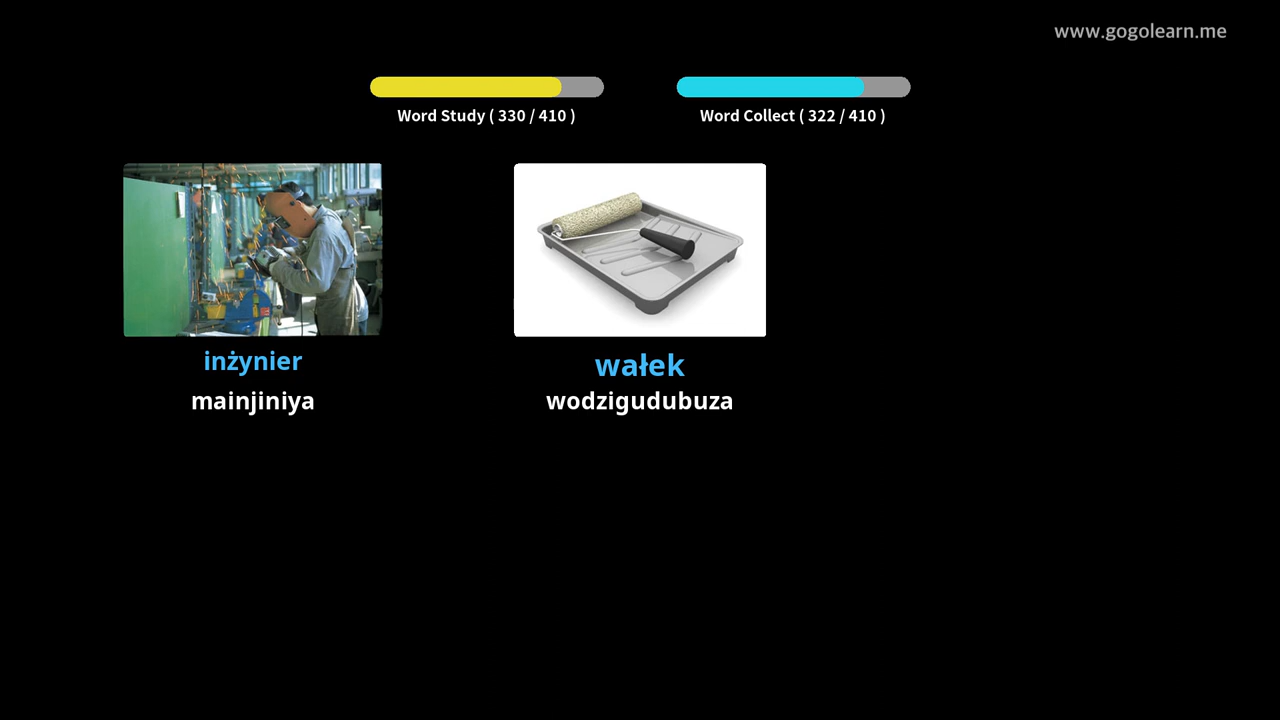 www.gogolearn.me
Word Study ( 330 / 410 )
Word Collect ( 322 / 410 )
inżynier
mainjiniya
wałek
wodzigudubuza